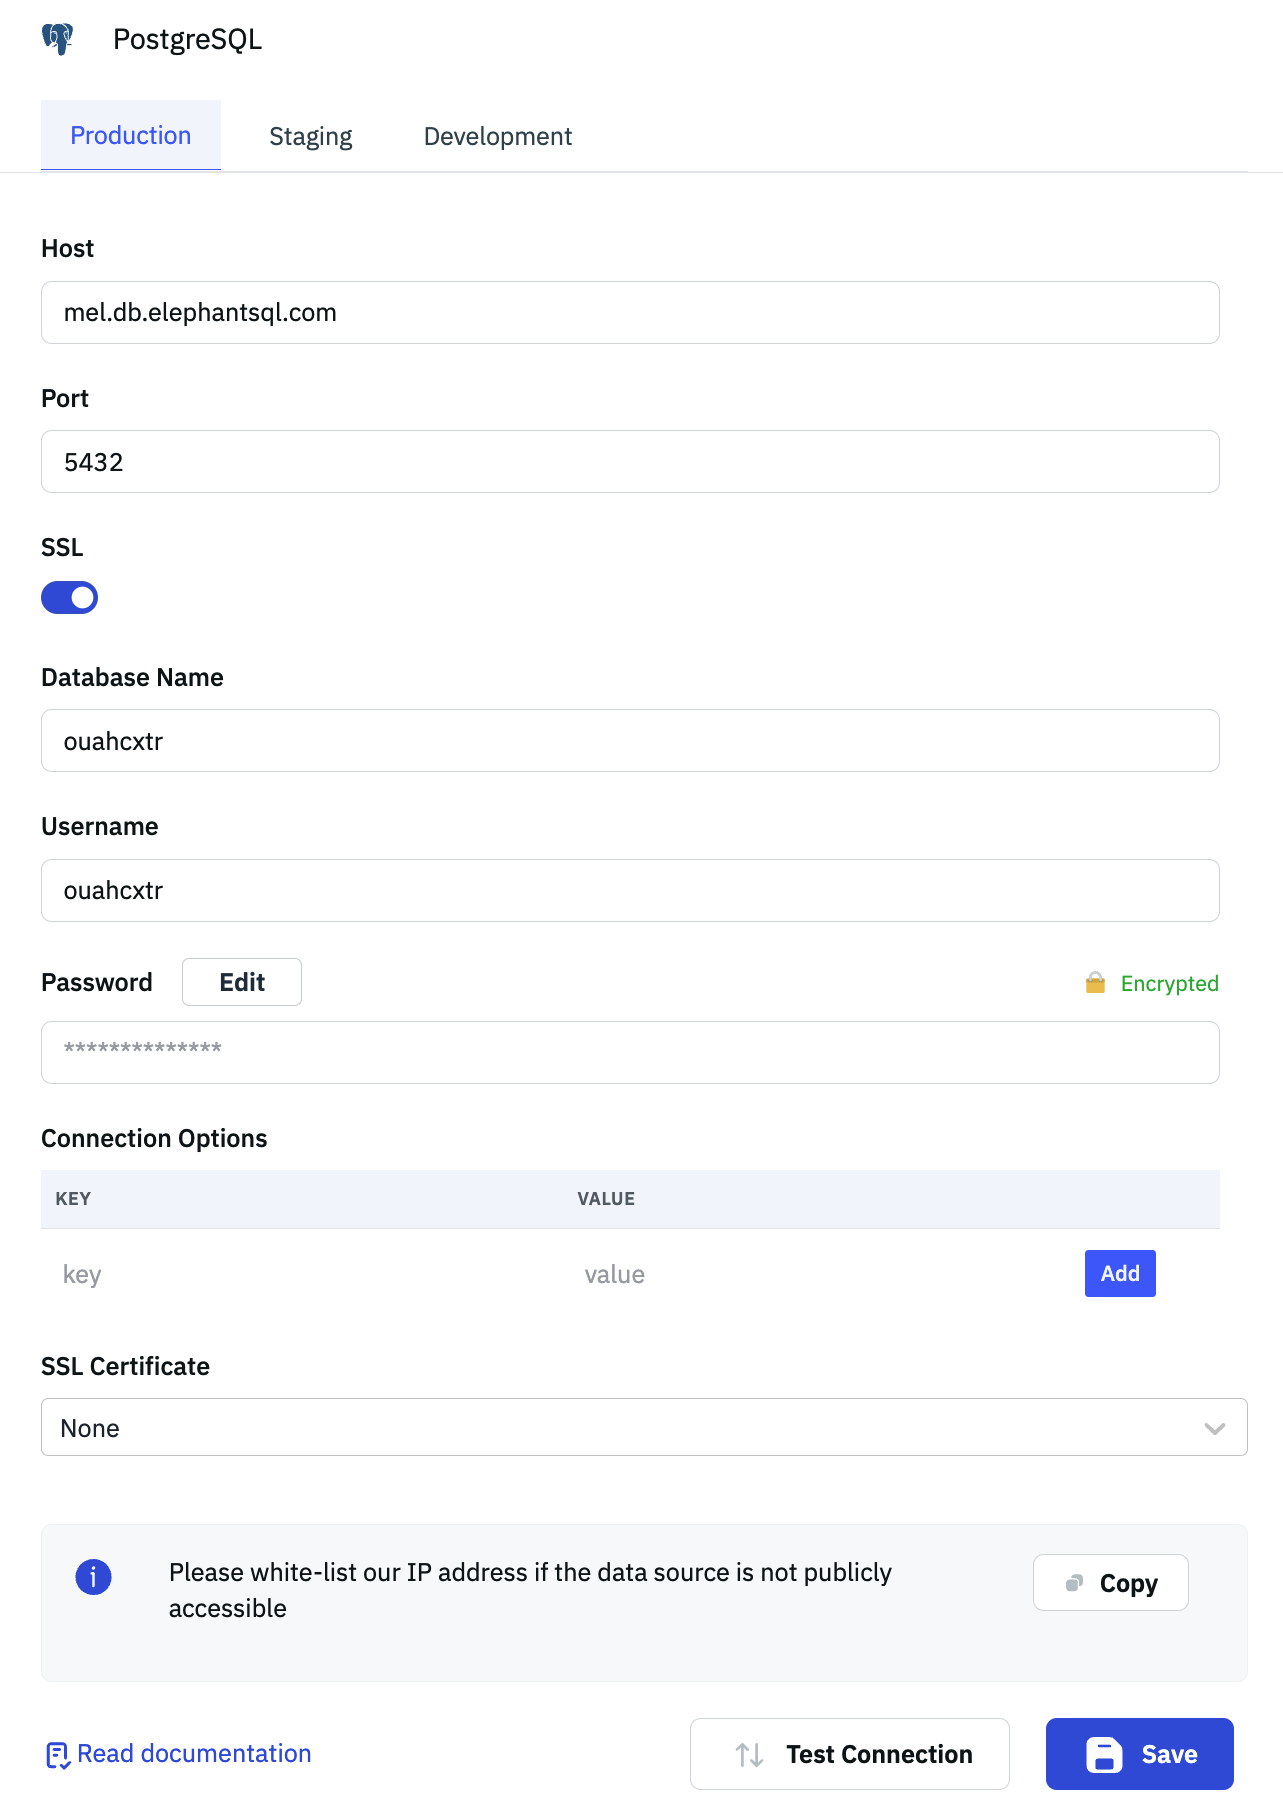 PostgreSQL
Production Staging Development
Host
mel.db.elephantsql.com
Port
5432
SSL
Database Name
ouahcxtr
Username
ouahcxtr
Password Edit Encrypted
**************
Connection Options
KEY VALUE
key value Add
SSL Certificate
None
Please white-list our IP address if the data source is not publicly
accessible
Copy
Read documentation Test Connection Save